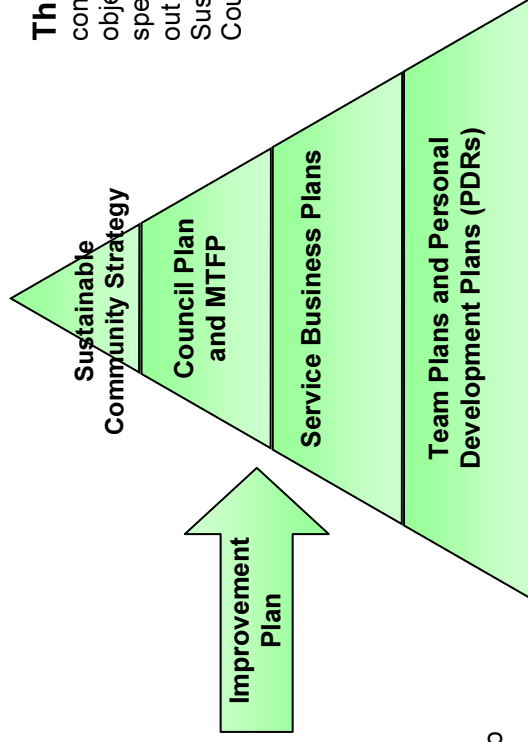 Th
con
obje
spe
out
Sus
Cou
Sustainable
Community Strategy
Council Plan
and MTFP
Service Business Plans
Team Plans and Personal
Development Plans (PDRs)
Improvement
Plan